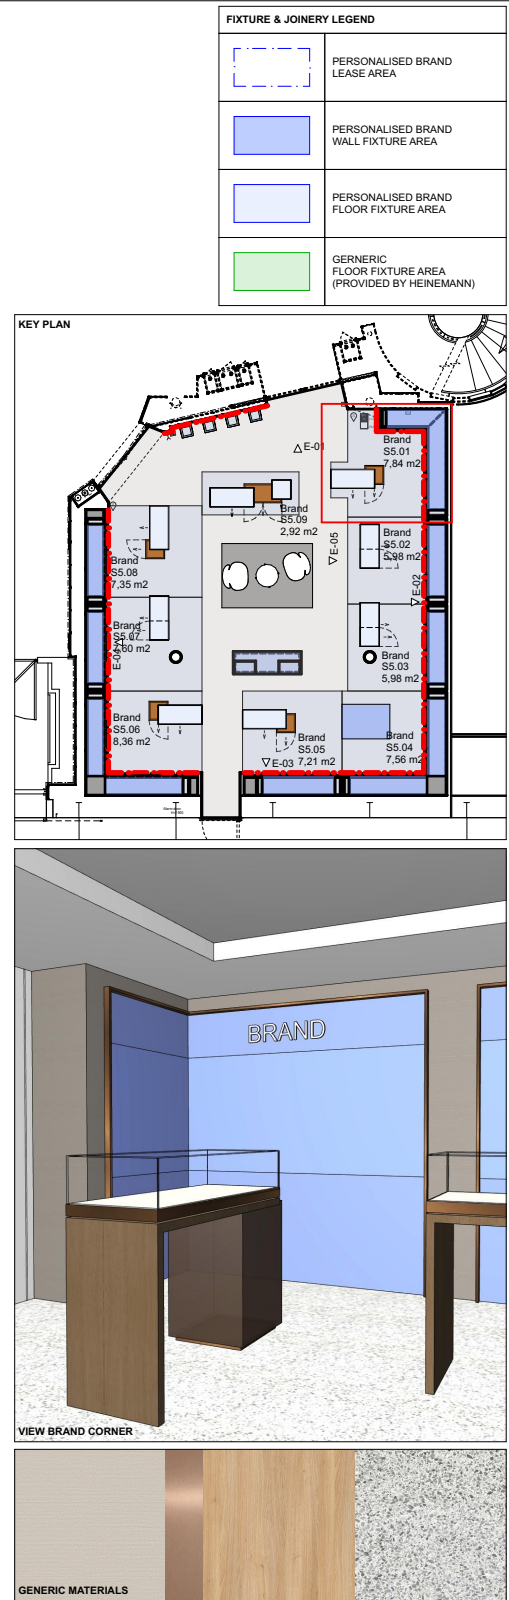 FIXTURE & JOINERY LEGEND
PERSONALISED BRAND
LEASE AREA
PERSONALISED BRAND
WALL FIXTURE AREA
PERSONALISED BRAND
FLOOR FIXTURE AREA
GERNERIC
FLOOR FIXTURE AREA
(PROVIDED BY HEINEMANN)
KEY PLAN
Brand
S5.01
7,84 m2
E-01
Brand
S5.09
2,92 m2
Brand
S5.02
5,98 m2
E-05
E-02
Brand
S5.08
7,35 m2
Brand
S5.07
7,60 m2
Brand
S5.03
5,98 m2
Brand
S5.06
8,36 m2
Brand
S5.05
7,21 m2
Brand
S5.04
7,56 m2
E-03
BRAND
VIEW BRAND CORNER
GENERIC MATERIALS